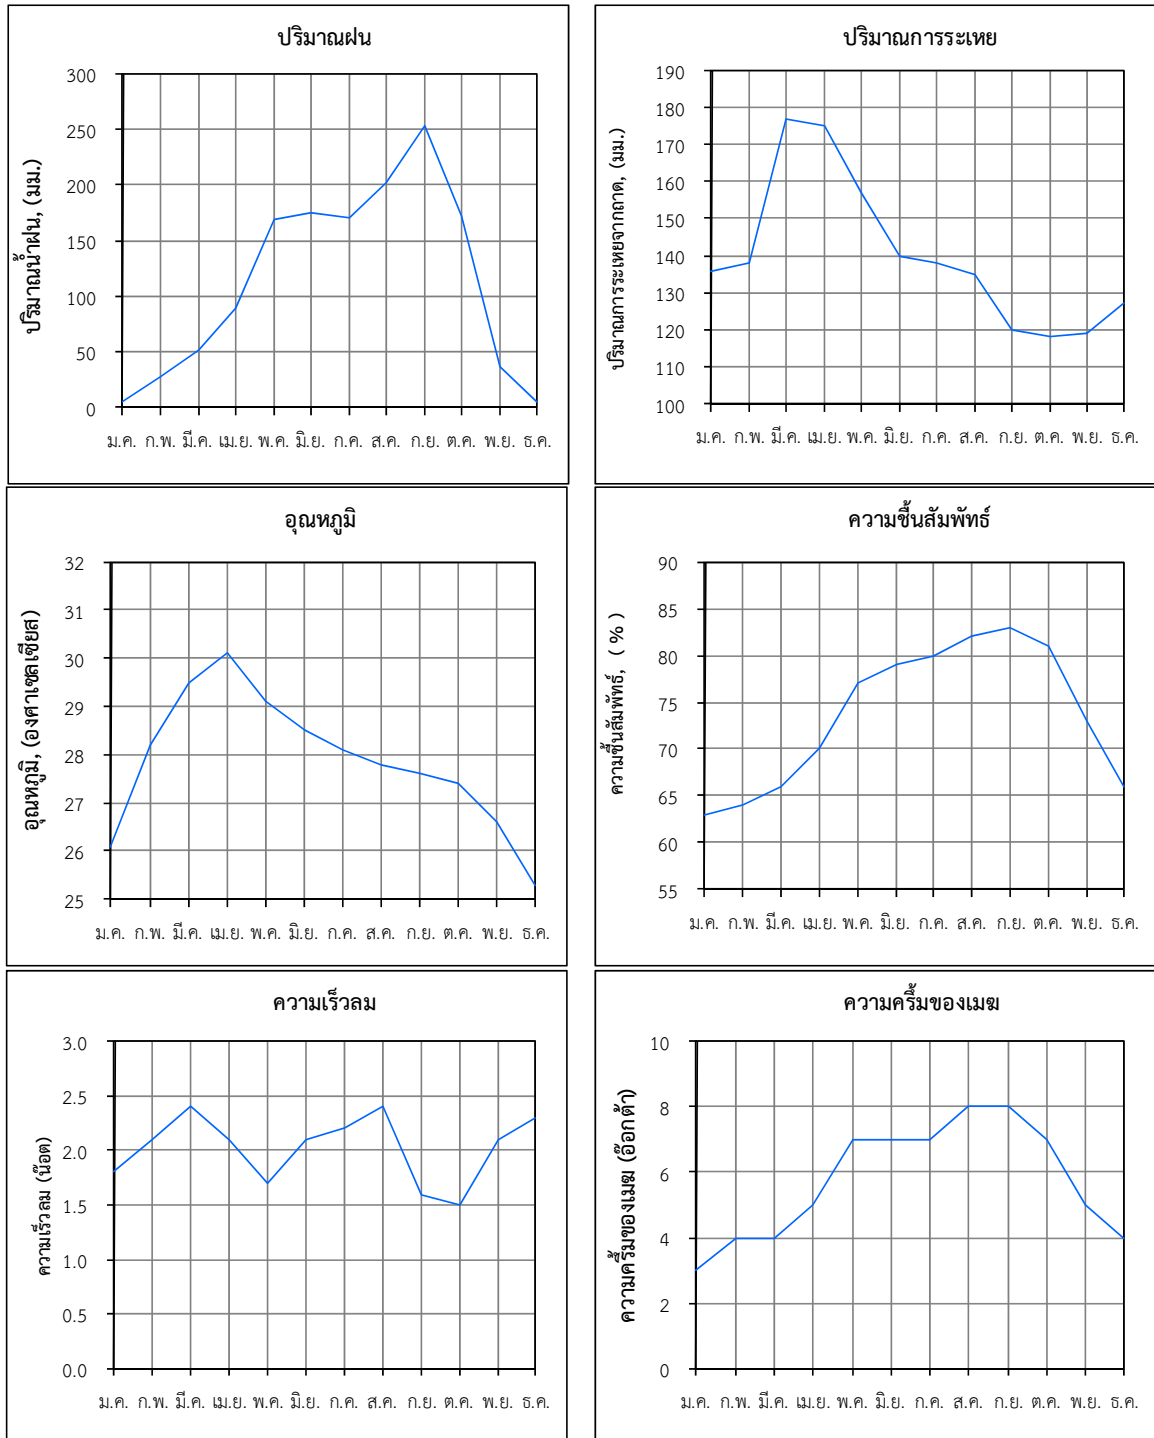 ปริมาณฝน
ปริมาณน้ำฝน, (มม.)
300
250
200
150
100
50
0
ม.ค. ก.พ. มี.ค. เม.ย. พ.ค. มิ.ย. ก.ค. ส.ค. ก.ย. ต.ค. พ.ย. ธ.ค.
ปริมาณการระเหย
ปริมาณการระเหยจากถาด, (มม.)
190
180
170
160
150
140
130
120
110
100
ม.ค. ก.พ. มี.ค. เม.ย. พ.ค. มิ.ย. ก.ค. ส.ค. ก.ย. ต.ค. พ.ย. ธ.ค.
อุณหภูมิ
อุณหภูมิ, (องศาเซลเซียส)
32
31
30
29
28
27
26
25
ม.ค. ก.พ. มี.ค. เม.ย. พ.ค. มิ.ย. ก.ค. ส.ค. ก.ย. ต.ค. พ.ย. ธ.ค.
ความชื้นสัมพัทธ์
ความชื้นสัมพัทธ์, ( % )
90
85
80
75
70
65
60
55
ม.ค. ก.พ. มี.ค. เม.ย. พ.ค. มิ.ย. ก.ค. ส.ค. ก.ย. ต.ค. พ.ย. ธ.ค.
ความเร็วลม
ความเร็วลม (น๊อต)
3.0
2.5
2.0
1.5
1.0
0.5
0.0
ม.ค. ก.พ. มี.ค. เม.ย. พ.ค. มิ.ย. ก.ค. ส.ค. ก.ย. ต.ค. พ.ย. ธ.ค.
ความครึ้มของเมฆ
ความครึ้มของเมฆ (อ๊อกต้า)
10
8
6
4
2
0
ม.ค. ก.พ. มี.ค. เม.ย. พ.ค. มิ.ย. ก.ค. ส.ค. ก.ย. ต.ค. พ.ย. ธ.ค.